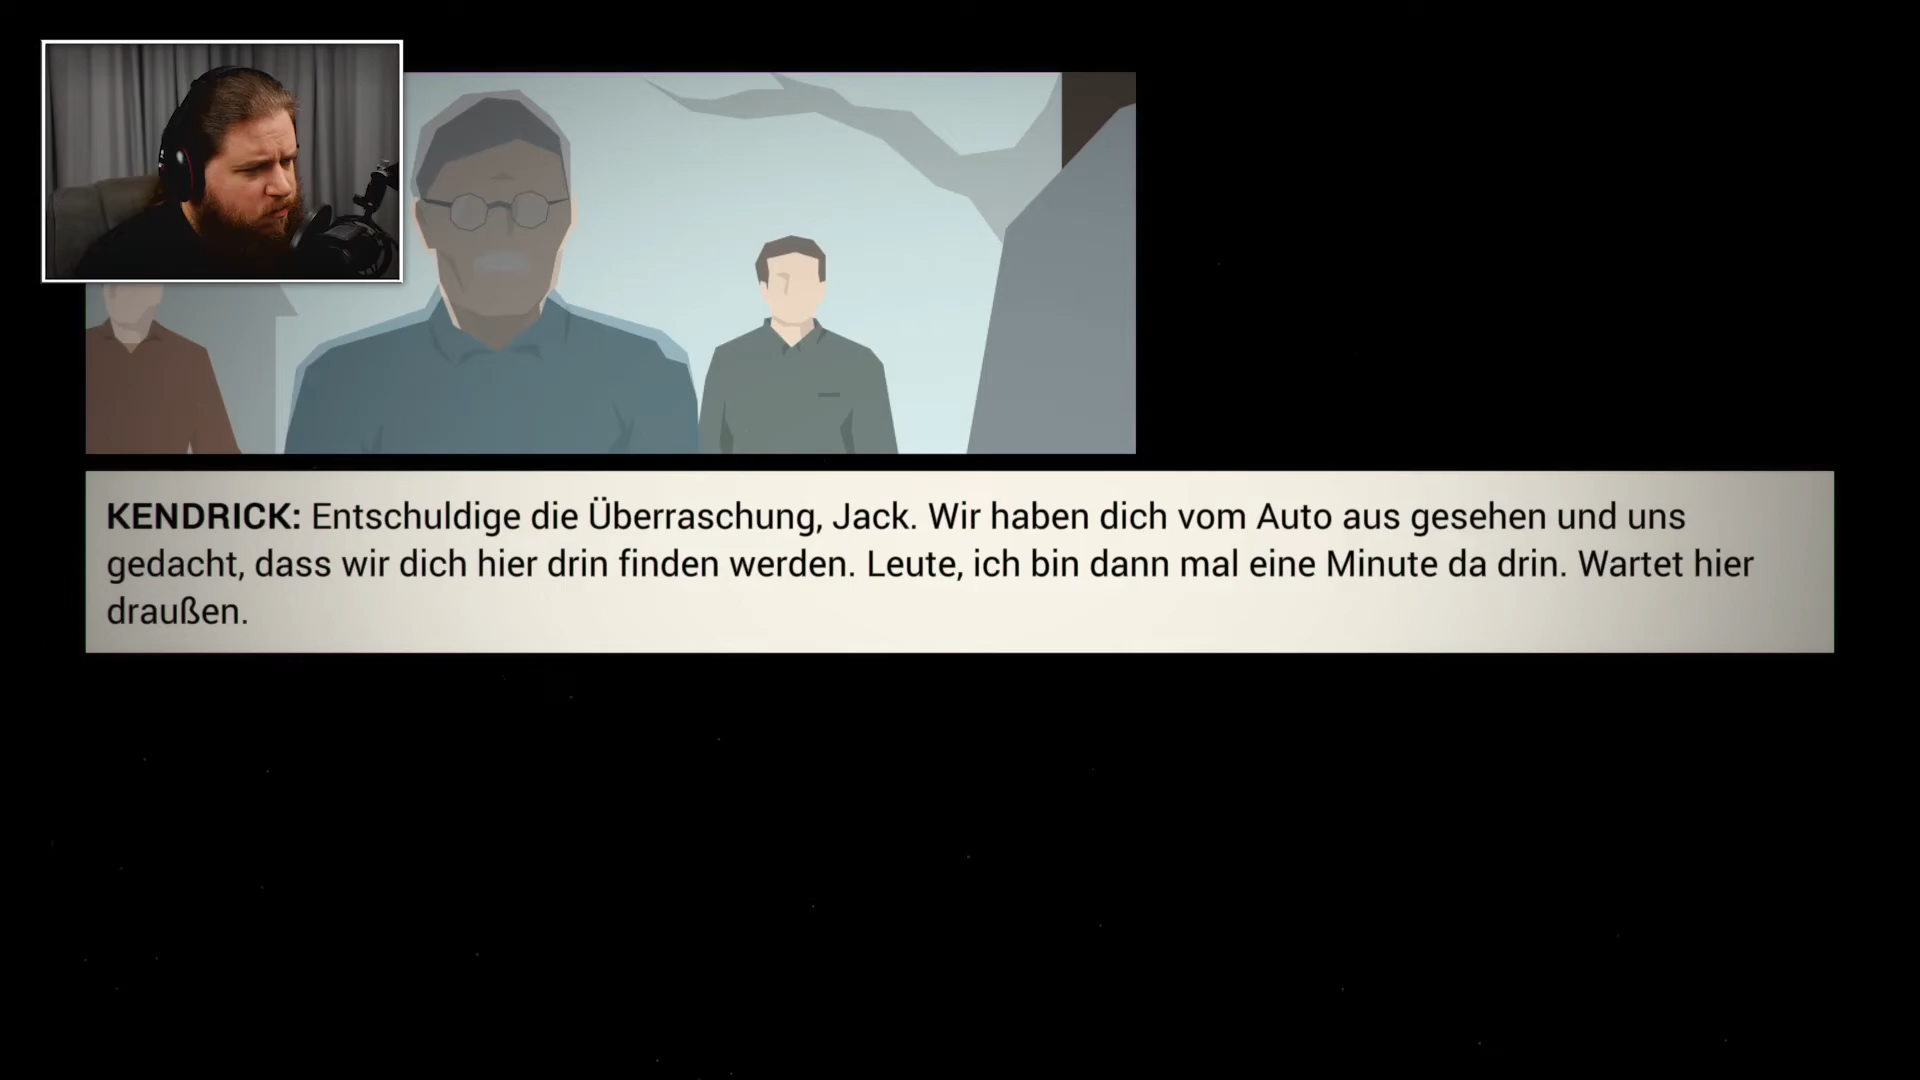 KENDRICK: Entschuldige die Überraschung, Jack. Wir haben dich vom Auto aus gesehen und uns
gedacht, dass wir dich hier drin finden werden. Leute, ich bin dann mal eine Minute da drin. Wartet hier
draußen.